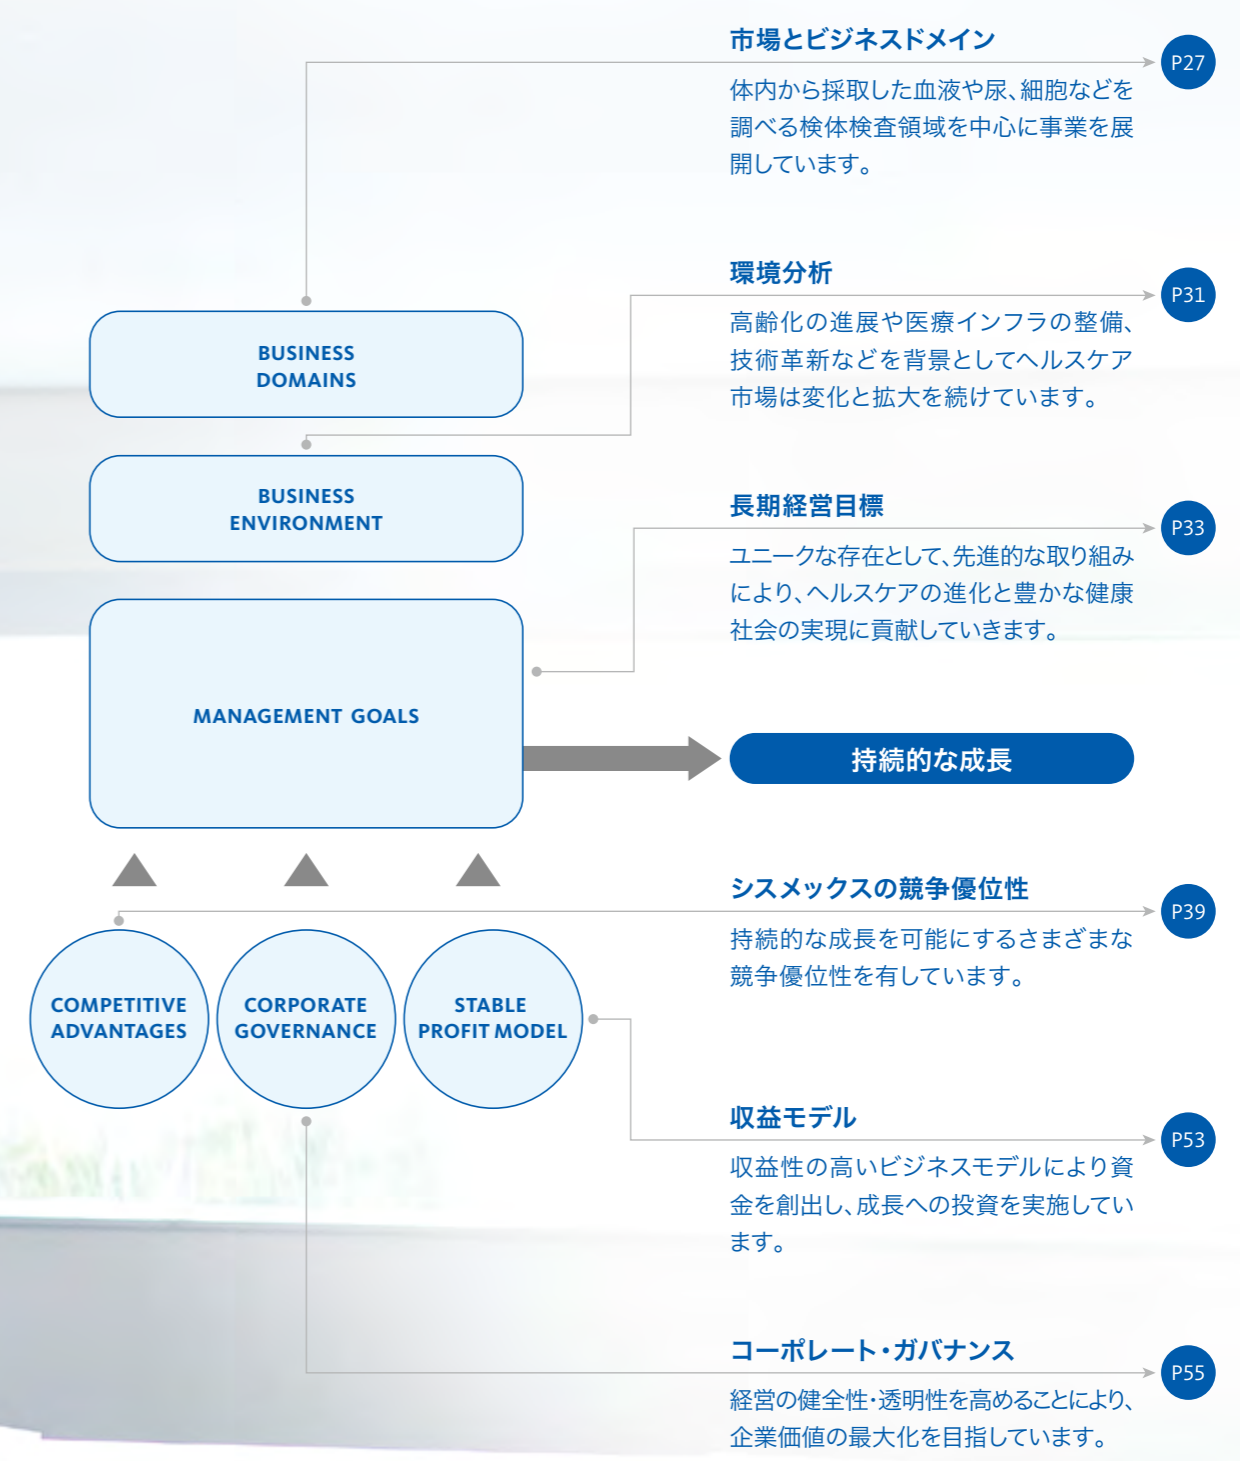 市場とビジネスドメイン
P27
体内から採取した血液や尿、細胞などを
調べる検体検査領域を中心に事業を展
開しています。
環境分析
P31
高齢化の進展や医療インフラの整備、
技術革新などを背景としてヘルスケア
市場は変化と拡大を続けています。
BUSINESS
DOMAINS
BUSINESS
ENVIRONMENT
長期経営目標
P33
ユニークな存在として、先進的な取り組み
により、ヘルスケアの進化と豊かな健康
社会の実現に貢献していきます。
MANAGEMENT GOALS
持続的な成長
シスメックスの競争優位性
P39
持続的な成長を可能にするさまざまな
競争優位性を有しています。
COMPETITIVE
ADVANTAGES
CORPORATE
GOVERNANCE
STABLE
PROFIT MODEL
収益モデル
P53
収益性の高いビジネスモデルにより資
金を創出し、成長への投資を実施してい
ます。
コーポレート・ガバナンス
P55
経営の健全性・透明性を高めることにより、
企業価値の最大化を目指しています。